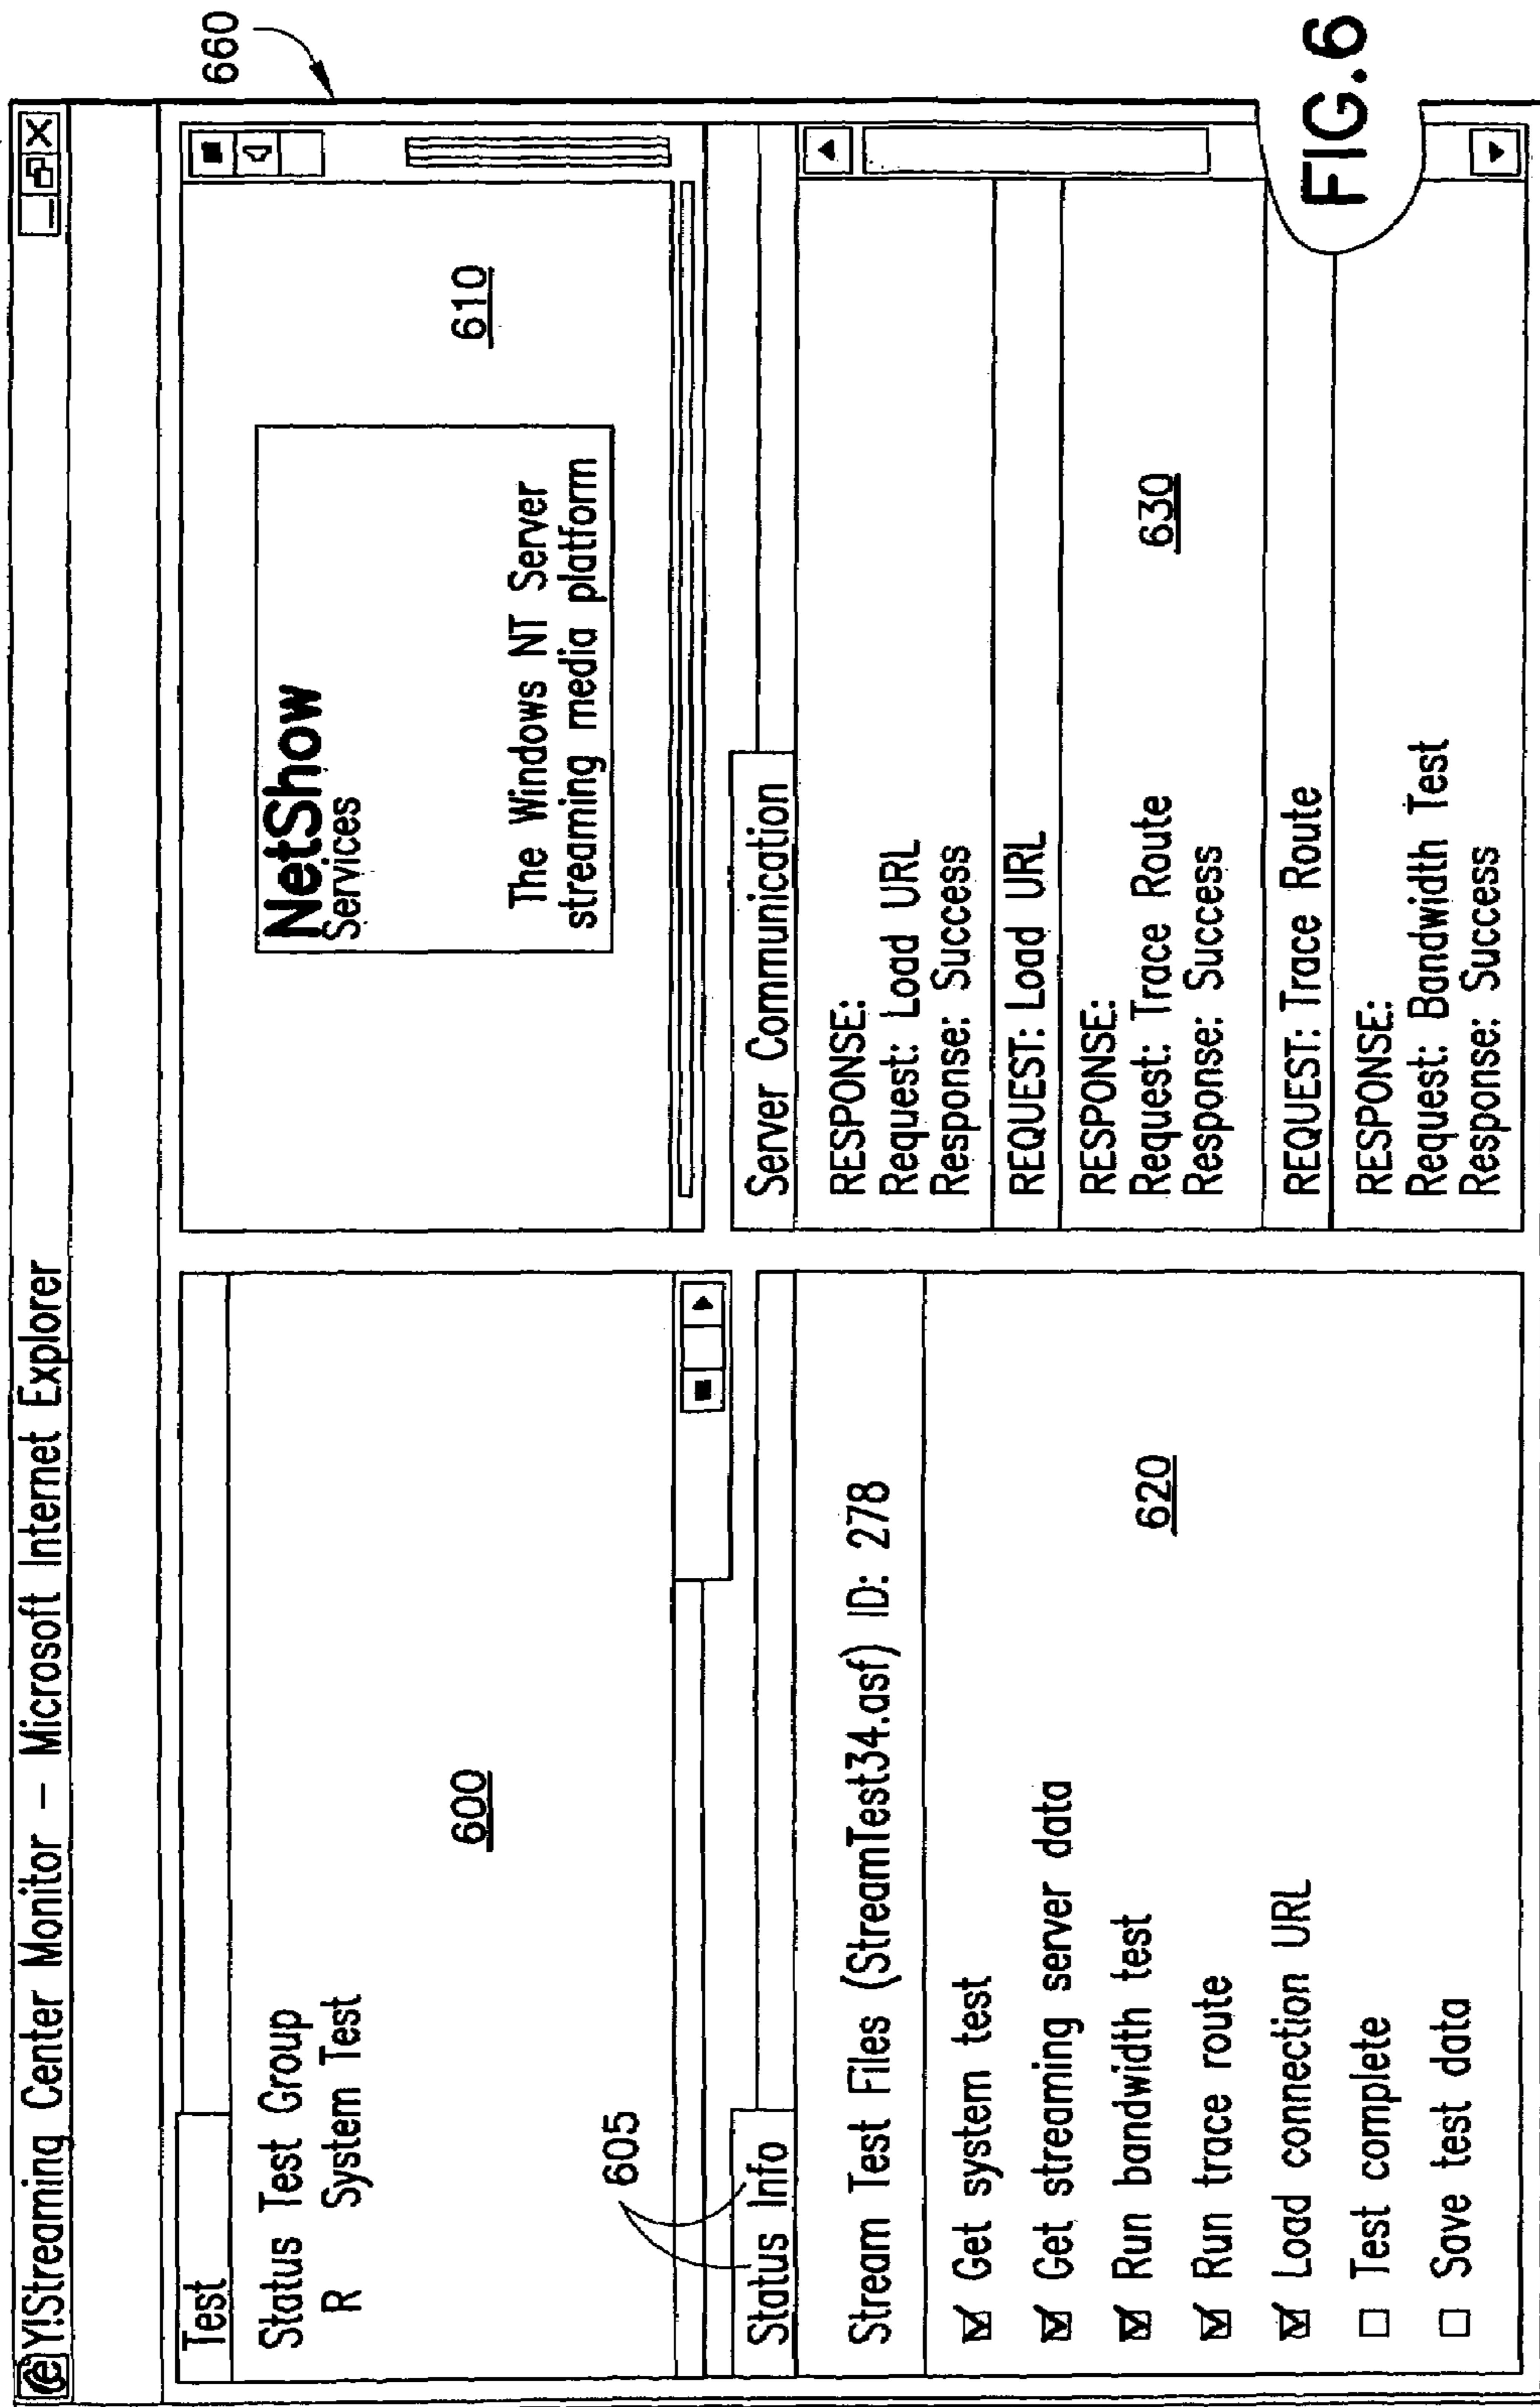 Y!Streaming Center Monitor – Microsoft Internet Explorer
660
Test
Status Test Group
R System Test
600
NetShow
Services
The Windows NT Server
streaming media platform
610
605
Status Info
Stream Test Files (StreamTest34.asf) ID: 278
Get system test
Get streaming server data
Run bandwidth test
Run trace route
Load connection URL
Test complete
Save test data
620
Server Communication
RESPONSE:
Request: Load URL
Response: Success
REQUEST: Load URL
RESPONSE:
Request: Trace Route
Response: Success
REQUEST: Trace Route
RESPONSE:
Request: Bandwidth Test
Response: Success
630
FIG.6